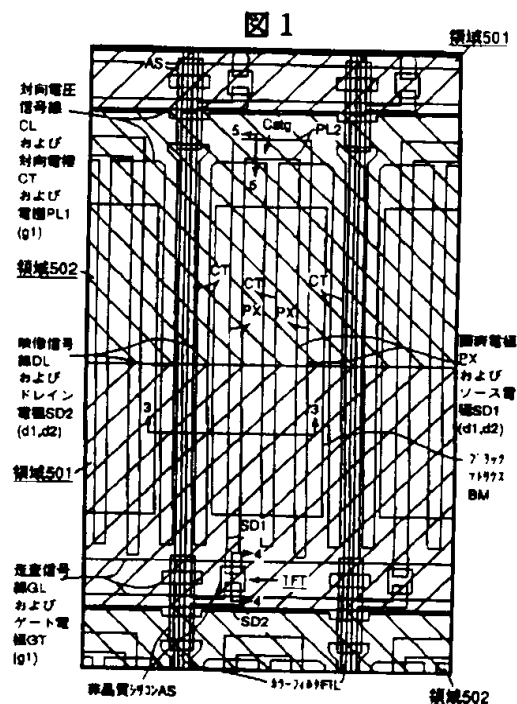 図1
領域501
AS
対向電圧
信号線
CL
および
対向電極
CT
および
電極PL1
(g1)
Cstg
PL2
5
5
領域502
CT
CT
CT
PX
PX
映像信号
線DL
および
ドレイン
電極SD2
(d1,d2)
画素電極
PX
および
ソース電
極SD1
(d1,d2)
3
3
領域501
ブラック
マトリクス
BM
SD1
4
TFT
4
SD2
走査信号
線GL
および
ゲート電
極GT
(g1)
非晶質シリコンAS
カラーフィルタFIL
領域502